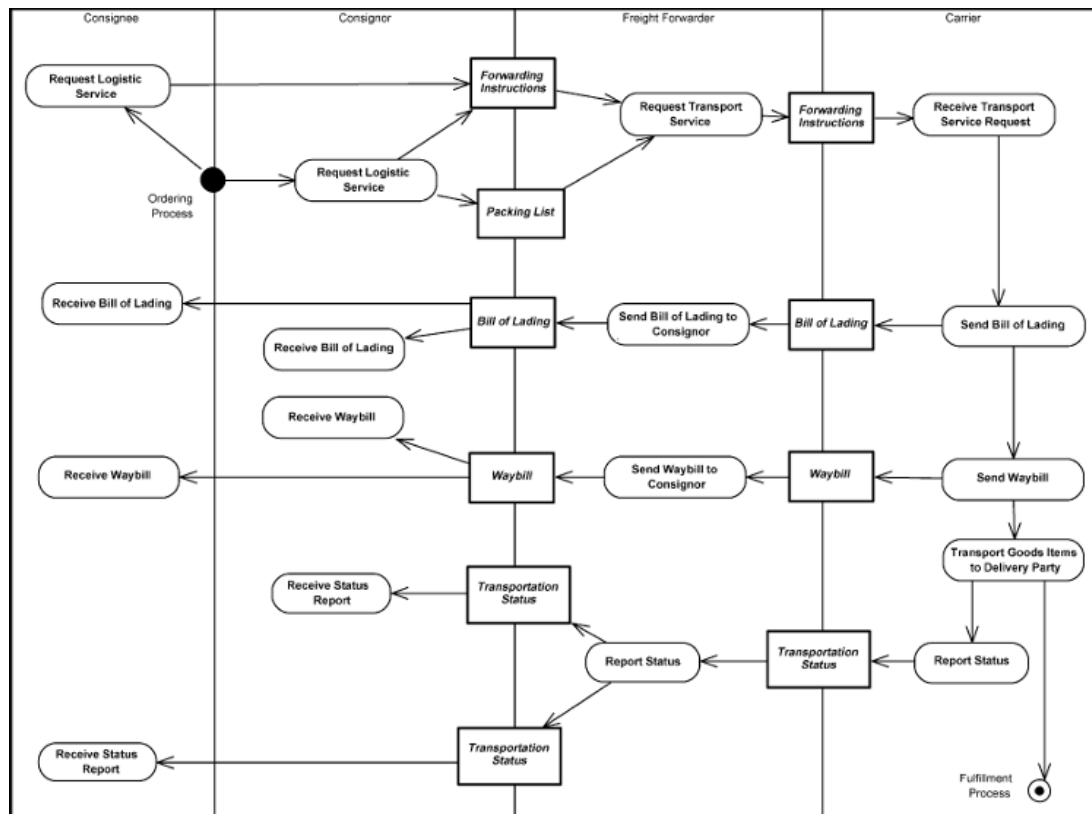 Consignee
Consignor
Freight Forwarder
Carrier
Request Logistic
Service
Forwarding
Instructions
Request Transport
Service
Forwarding
Instructions
Receive Transport
Service Request
Ordering
Process
Request Logistic
Service
Packing List
Receive Bill of Lading
Bill of Lading
Send Bill of Lading to
Consignor
Bill of Lading
Send Bill of Lading
Receive Bill of Lading
Receive Waybill
Receive Waybill
Waybill
Send Waybill to
Consignor
Waybill
Send Waybill
Transport Goods Items
to Delivery Party
Receive Status
Report
Transportation
Status
Report Status
Transportation
Status
Report Status
Receive Status
Report
Transportation
Status
Fulfillment
Process